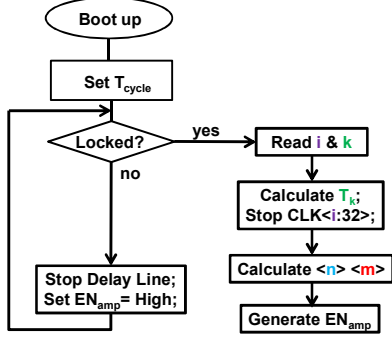 Boot up
Set T_cycle
Locked?
yes
Read i & k
no
Calculate T_k;
Stop CLK<i:32>;
Stop Delay Line;
Set EN_amp= High;
Calculate <n> <m>
Generate EN_amp